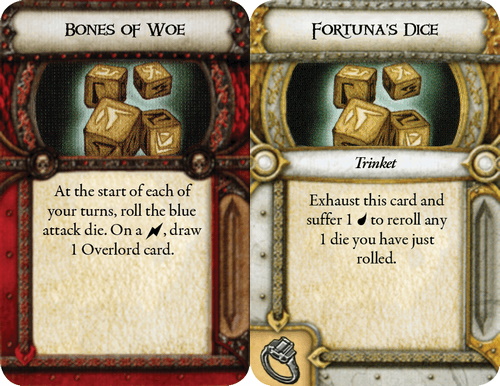 Bones of Woe
At the start of each of
your turns, roll the blue
attack die. On a , draw
1 Overlord card.
Fortuna's Dice
Trinket
Exhaust this card and
suffer 1 to reroll any
1 die you have just
rolled.